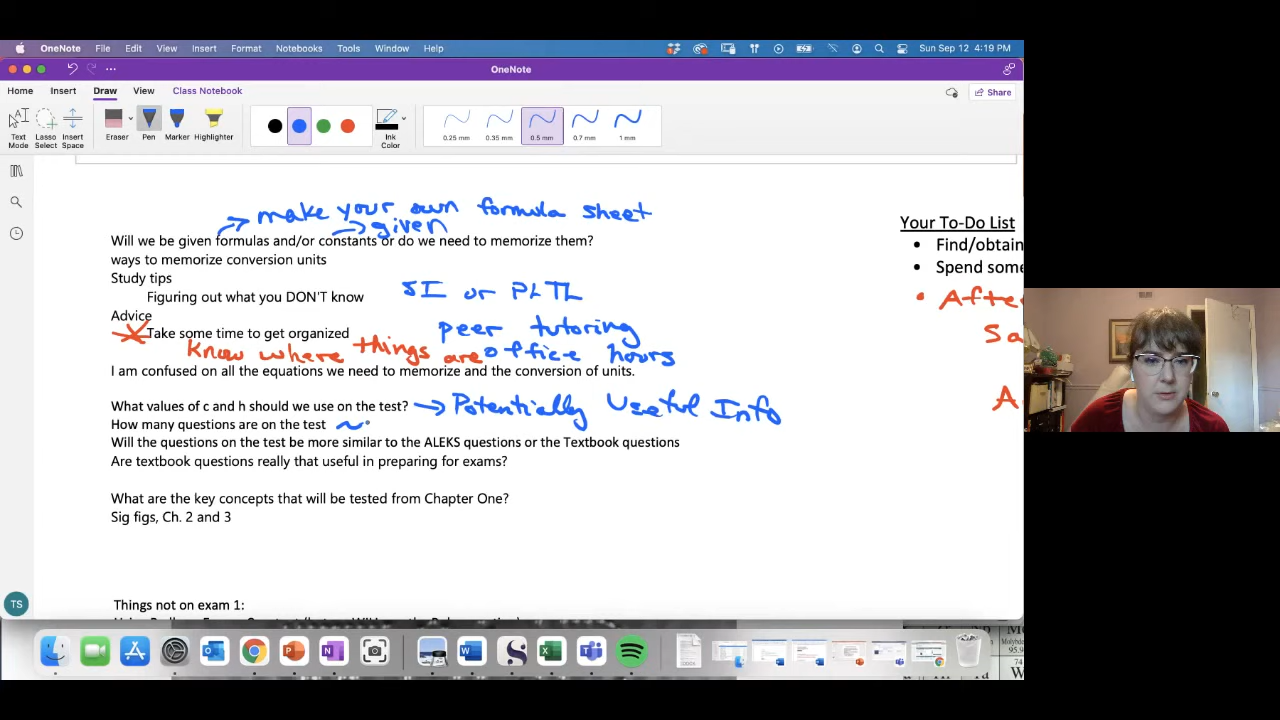 OneNote File Edit View Insert Format Notebooks Tools Window Help Sun Sep 12 4:19 PM
OneNote
Home Insert Draw View Class Notebook Share
Text Mode Lasso Select Insert Space Eraser Pen Marker Highlighter Ink Color 0.25 mm 0.35 mm 0.5 mm 0.7 mm 1 mm
make your own formula sheet
given
Will we be given formulas and/or constants or do we need to memorize them?
ways to memorize conversion units
Study tips
Figuring out what you DON'T know
SI or PLTL
Advice
Take some time to get organized
peer tutoring
Know where things are
office hours
I am confused on all the equations we need to memorize and the conversion of units.
What values of c and h should we use on the test? → Potentially Useful Info
How many questions are on the test ~
Will the questions on the test be more similar to the ALEKS questions or the Textbook questions
Are textbook questions really that useful in preparing for exams?
What are the key concepts that will be tested from Chapter One?
Sig figs, Ch. 2 and 3
Things not on exam 1:
Your To-Do List
• Find/obtain
• Spend some
• Afte
Sa
A
TS